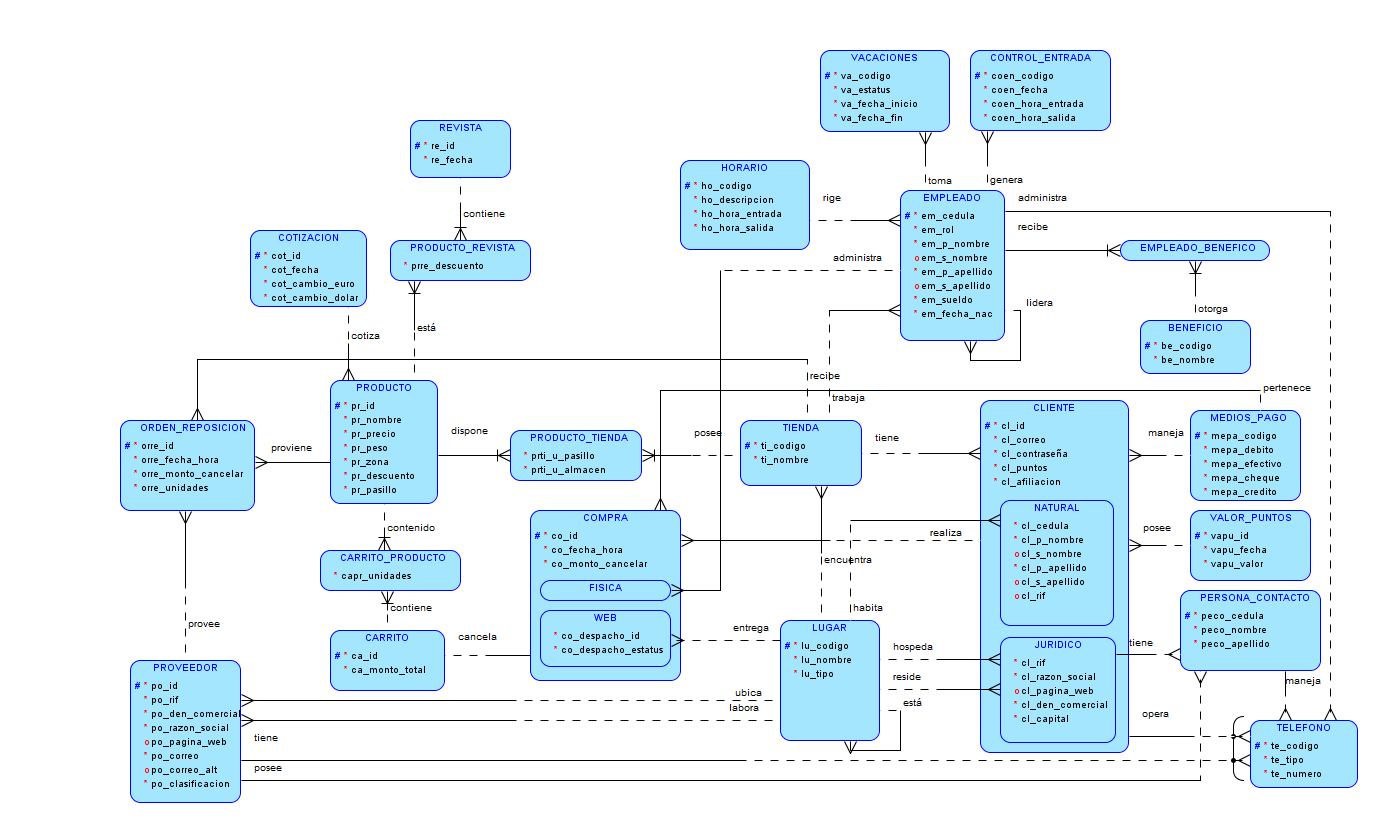 VACACIONES
# * va_codigo
* va_estatus
* va_fecha_inicio
* va_fecha_fin
CONTROL_ENTRADA
# * coen_codigo
* coen_fecha
* coen_hora_entrada
* coen_hora_salida
REVISTA
# * re_id
* re_fecha
HORARIO
# * ho_codigo
* ho_descripcion
* ho_hora_entrada
* ho_hora_salida
toma
genera
rige
EMPLEADO
# * em_cedula
* em_rol
* em_p_nombre
o em_s_nombre
* em_p_apellido
o em_s_apellido
* em_sueldo
* em_fecha_nac
administra
recibe
administra
lidera
contiene
COTIZACION
# * cot_id
* cot_fecha
* cot_cambio_euro
* cot_cambio_dolar
PRODUCTO_REVISTA
* prre_descuento
EMPLEADO_BENEFICO
otorga
BENEFICIO
# * be_codigo
* be_nombre
cotiza
está
recibe
trabaja
pertenece
PRODUCTO
# * pr_id
* pr_nombre
* pr_precio
* pr_peso
* pr_zona
* pr_descuento
* pr_pasillo
ORDEN_REPOSICION
# * orre_id
* orre_fecha_hora
* orre_monto_cancelar
* orre_unidades
proviene
dispone
PRODUCTO_TIENDA
* prti_u_pasillo
* prti_u_almacen
posee
TIENDA
# * ti_codigo
* ti_nombre
tiene
CLIENTE
# * cl_id
* cl_correo
* cl_contraseña
* cl_puntos
* cl_afiliacion
NATURAL
* cl_cedula
* cl_p_nombre
o cl_s_nombre
* cl_p_apellido
o cl_s_apellido
o cl_rif
JURIDICO
* cl_rif
* cl_razon_social
o cl_pagina_web
* cl_den_comercial
* cl_capital
maneja
MEDIOS_PAGO
# * mepa_codigo
* mepa_debito
* mepa_efectivo
* mepa_cheque
* mepa_credito
posee
VALOR_PUNTOS
# * vapu_id
* vapu_fecha
* vapu_valor
contenido
COMPRA
# * co_id
* co_fecha_hora
* co_monto_cancelar
FISICA
WEB
* co_despacho_id
* co_despacho_estatus
realiza
encuentra
habita
CARRITO_PRODUCTO
* capr_unidades
contiene
CARRITO
# * ca_id
* ca_monto_total
cancela
entrega
provee
LUGAR
# * lu_codigo
* lu_nombre
* lu_tipo
hospeda
reside
está
PERSONA_CONTACTO
# * peco_cedula
* peco_nombre
* peco_apellido
tiene
maneja
PROVEEDOR
# * po_id
* po_rif
* po_den_comercial
* po_razon_social
o po_pagina_web
* po_correo
o po_correo_alt
* po_clasificacion
ubica
labora
tiene
posee
opera
TELEFONO
# * te_codigo
* te_tipo
* te_numero